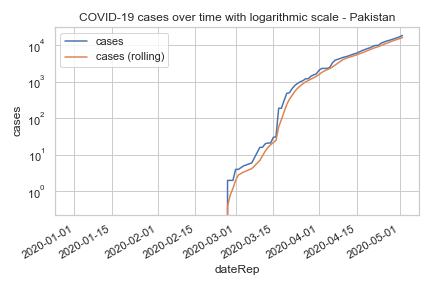 COVID-19 cases over time with logarithmic scale - Pakistan
cases
cases (rolling)
10⁴
10³
10²
10¹
10⁰
cases
2020-01-01
2020-01-15
2020-02-01
2020-02-15
2020-03-01
2020-03-15
2020-04-01
2020-04-15
2020-05-01
dateRep